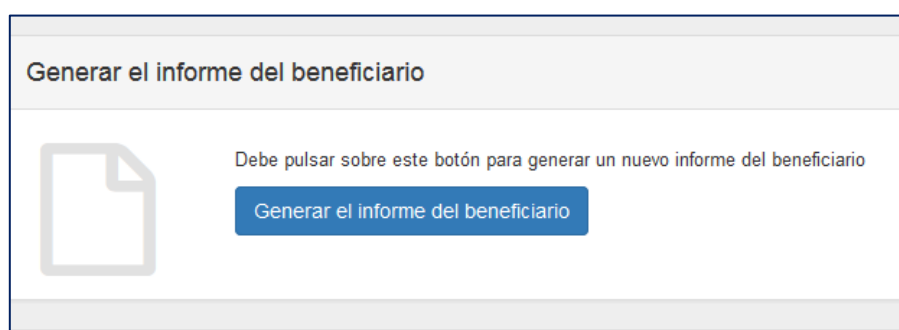 Generar el informe del beneficiario
Debe pulsar sobre este botón para generar un nuevo informe del beneficiario
Generar el informe del beneficiario